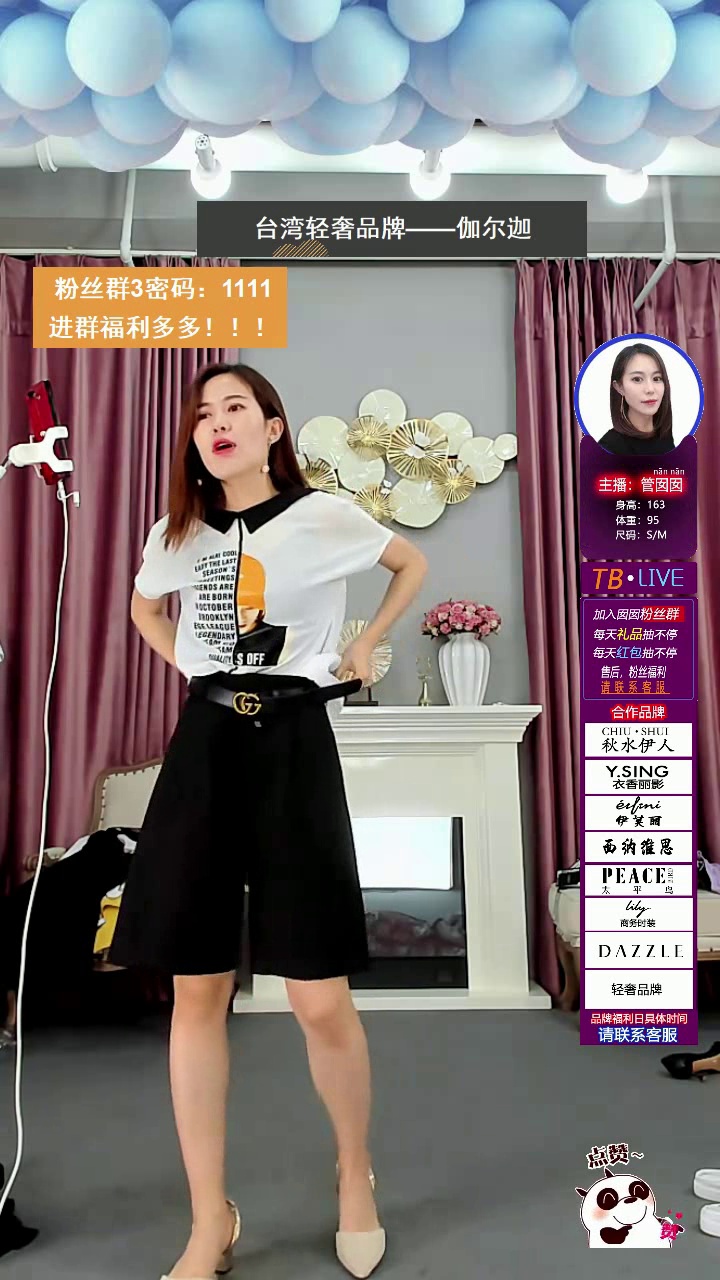 台湾轻奢品牌——伽尔迦
粉丝群3密码：1111
进群福利多多！！！
nān nān
主播：管囡囡
身高：163
体重：95
尺码：S/M
TB·LIVE
加入囡囡粉丝群
每天礼品抽不停
每天红包抽不停
售后，粉丝福利
请联系客服
合作品牌
CHIU·SHUI
秋水伊人
Y.SING
衣香丽影
伊芙丽
西纳维思
PEACE
太平鸟
lily
商务时装
DAZZLE
轻奢品牌
品牌福利日具体时间
请联系客服
COOL
LADY THE LAST
SEASON'S
GREETINGS
FRIENDS ARE
ARE BORN
OCTOBER
BROOKLYN
LEAGUE
LEGENDARY
TEAM
QUALITY
S OFF
GG
点赞~
赞